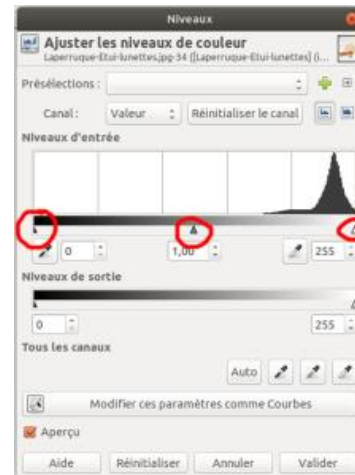 Niveaux
Ajuster les niveaux de couleur
Laperruque-Etui-lunettes.jpg-34 ([Laperruque-Etui-lunettes] (i...
Présélections :
Canal : Valeur Réinitialiser le canal
Niveaux d'entrée
0 1,00 255
Niveaux de sortie
0 255
Tous les canaux
Auto
Modifier ces paramètres comme Courbes
Aperçu
Aide Réinitialiser Annuler Valider